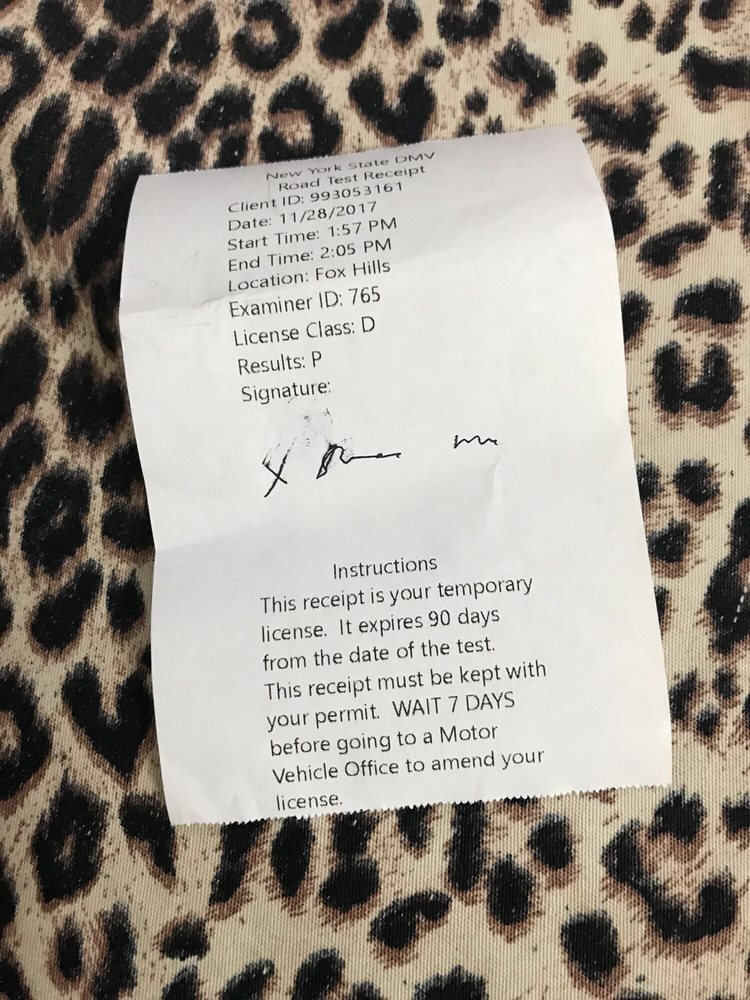 New York State DMV
Road Test Receipt
Client ID: 993053161
Date: 11/28/2017
Start Time: 1:57 PM
End Time: 2:05 PM
Location: Fox Hills
Examiner ID: 765
License Class: D
Results: P
Signature:
X
Instructions
This receipt is your temporary
license. It expires 90 days
from the date of the test.
This receipt must be kept with
your permit. WAIT 7 DAYS
before going to a Motor
Vehicle Office to amend your
license.